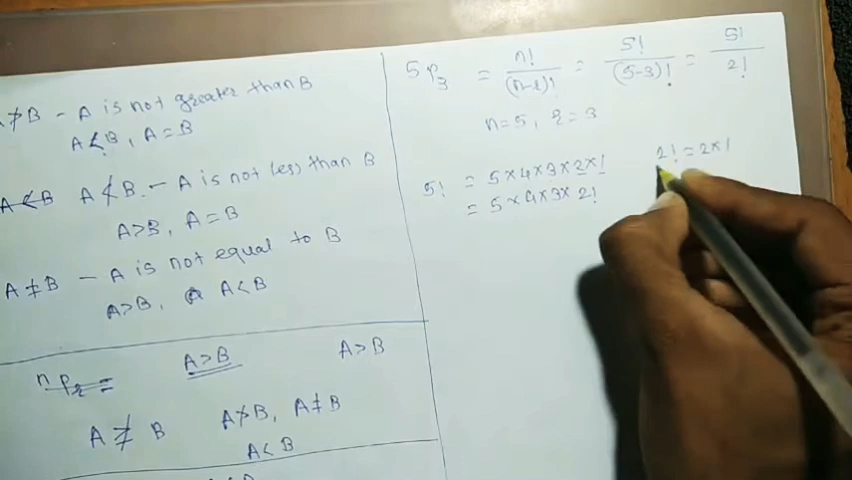 A ≯ B - A is not greater than B
A < B, A = B
A ≮ B A ≮ B - A is not less than B
A > B, A = B
A ≠ B - A is not equal to B
A > B, A < B
nPr =
A > B
A > B
A ≯ B, A ≠ B
A < B
5P3 = n!/(n-r)! = 5!/(5-3)! = 5!/2!
n = 5, r = 3
5! = 5×4×3×2×1
= 5×4×3×2!
2! = 2×1